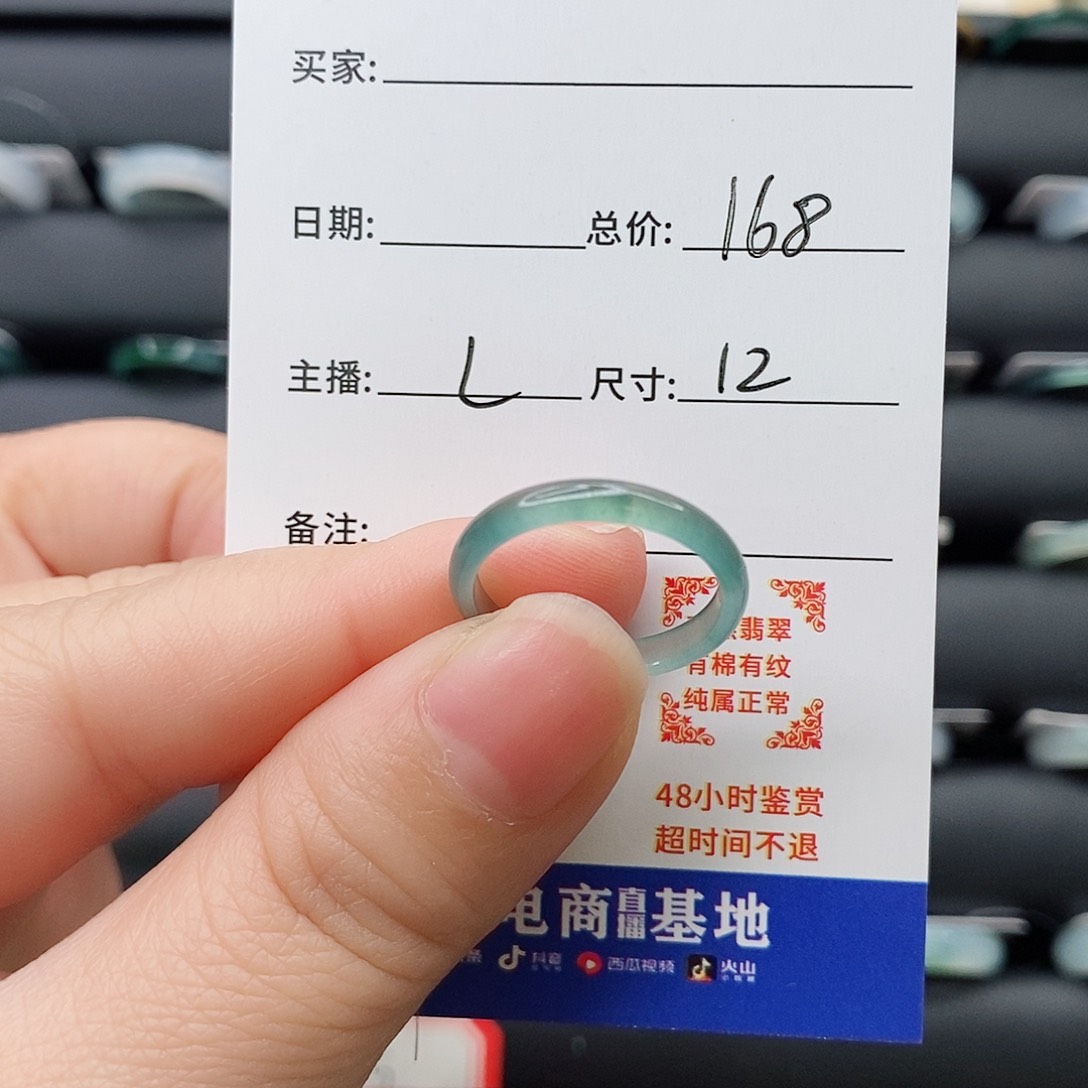 买家:
日期: 总价: 168
主播: L 尺寸: 12
备注:
翡翠
有棉有纹
纯属正常
48小时鉴赏
超时间不退
电商直播基地
抖音 西瓜视频 火山